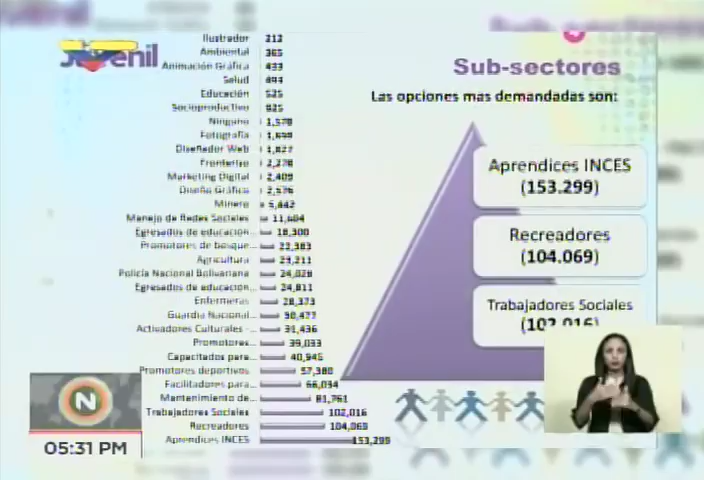 Juvenil
Ilustrador 212
Ambiental 365
Animación Gráfica 433
Salud 494
Educación 525
Socioproductivo 825
Ninguno 1,578
Fotografía 1,699
Diseñador Web 1,827
Fronterizo 2,278
Marketing Digital 2,409
Diseño Gráfico 2,576
Minero 5,442
Manejo de Redes Sociales 11,604
Egresados de educación... 18,300
Promotores de bosque... 22,383
Agricultura 23,211
Policía Nacional Bolivariana 24,028
Egresados de educación... 24,811
Enfermeras 28,373
Guardia Nacional... 30,477
Activadores Culturales -... 31,436
Promotores... 39,033
Capacitados para... 40,945
Promotores deportivos 57,380
Facilitadores para... 66,034
Mantenimiento de... 81,761
Trabajadores Sociales 102,016
Recreadores 104,069
Aprendices INCES 153,299
Sub-sectores
Las opciones mas demandadas son:
Aprendices INCES
(153.299)
Recreadores
(104.069)
Trabajadores Sociales
(102.016)
N
05:31 PM